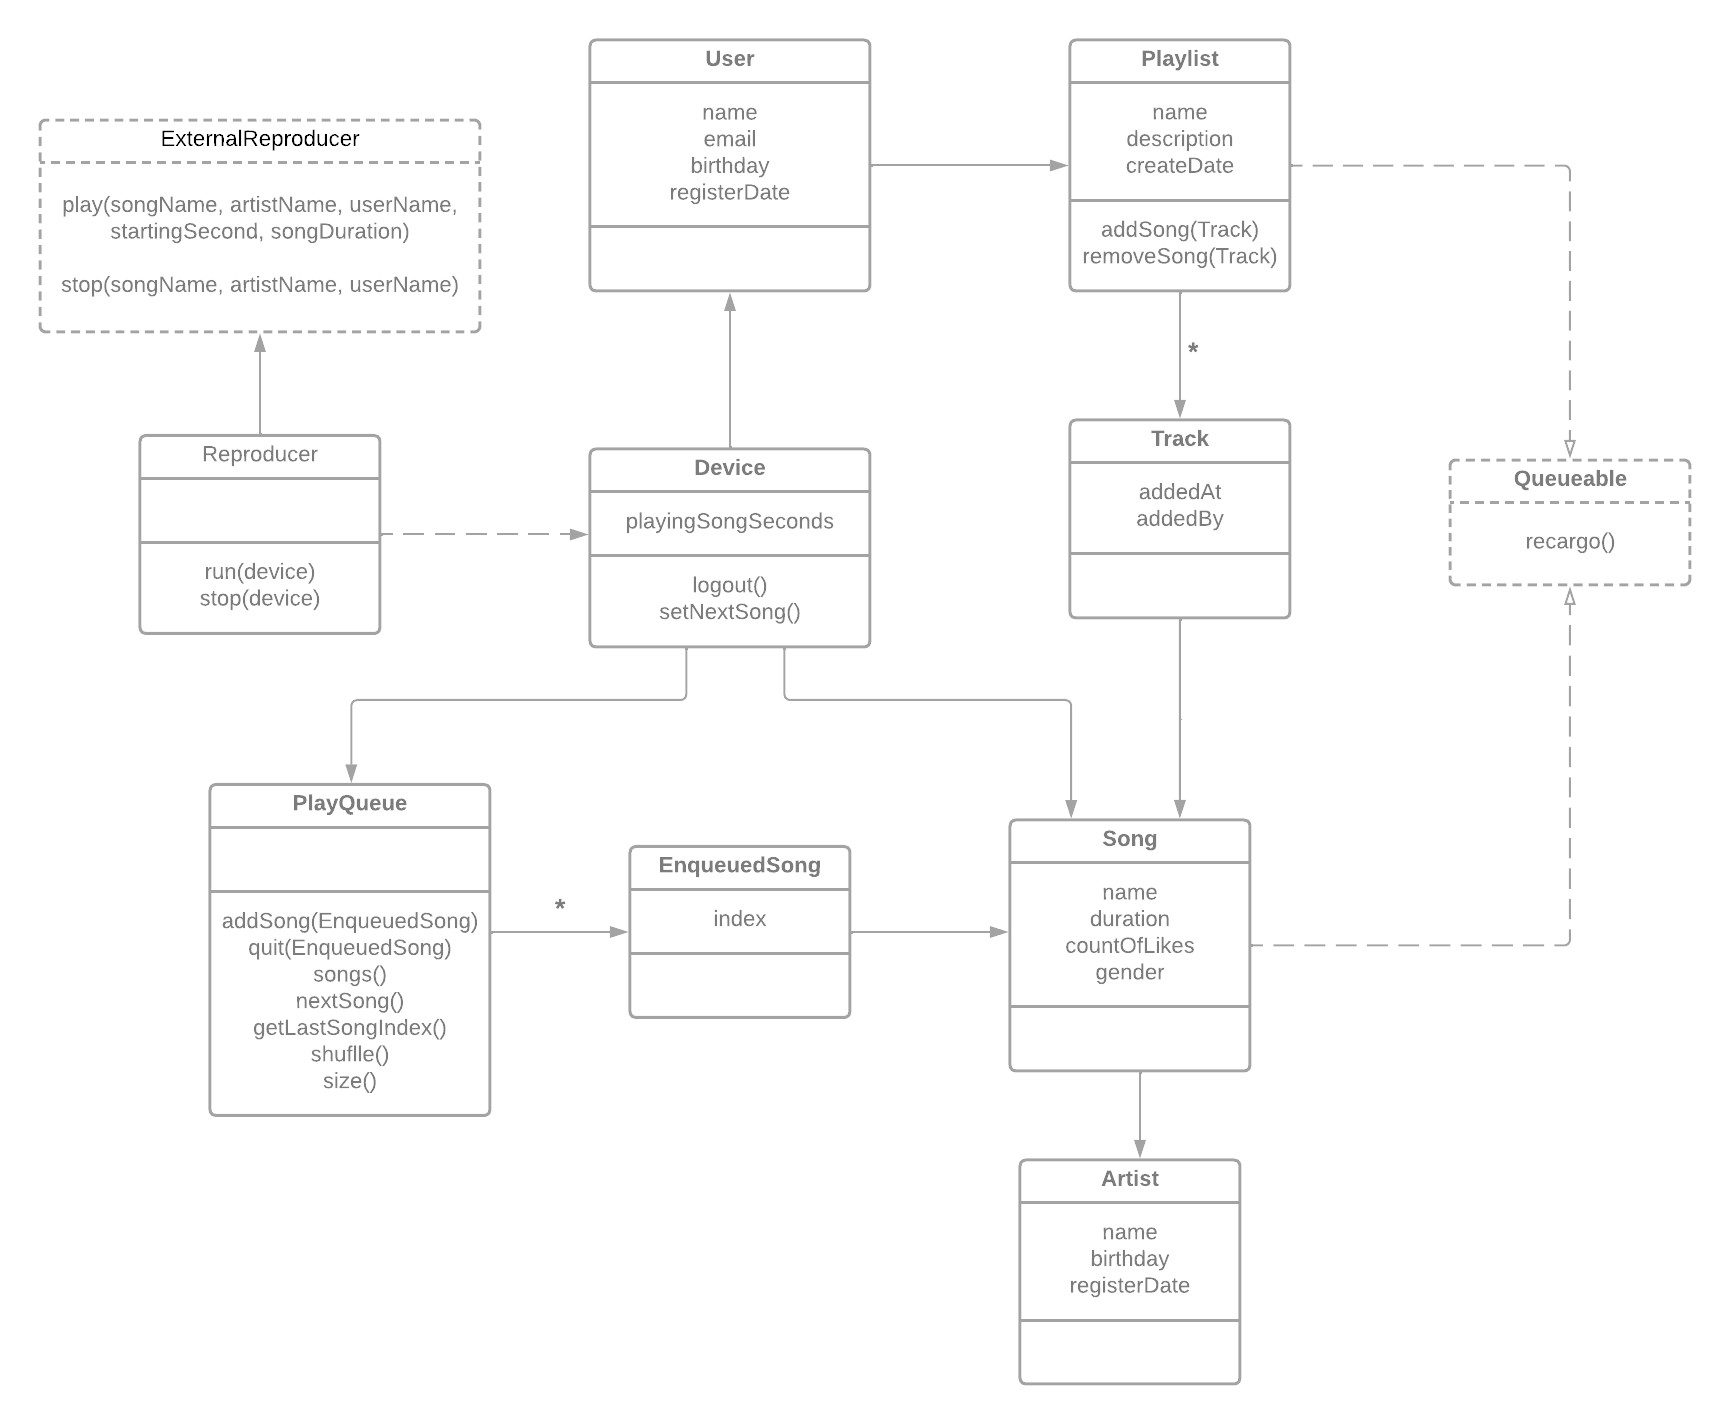 User
name
email
birthday
registerDate
Playlist
name
description
createDate
addSong(Track)
removeSong(Track)
ExternalReproducer
play(songName, artistName, userName,
startingSecond, songDuration)
stop(songName, artistName, userName)
*
Reproducer
run(device)
stop(device)
Device
playingSongSeconds
logout()
setNextSong()
Track
addedAt
addedBy
Queueable
recargo()
PlayQueue
addSong(EnqueuedSong)
quit(EnqueuedSong)
songs()
nextSong()
getLastSongIndex()
shuflle()
size()
*
EnqueuedSong
index
Song
name
duration
countOfLikes
gender
Artist
name
birthday
registerDate